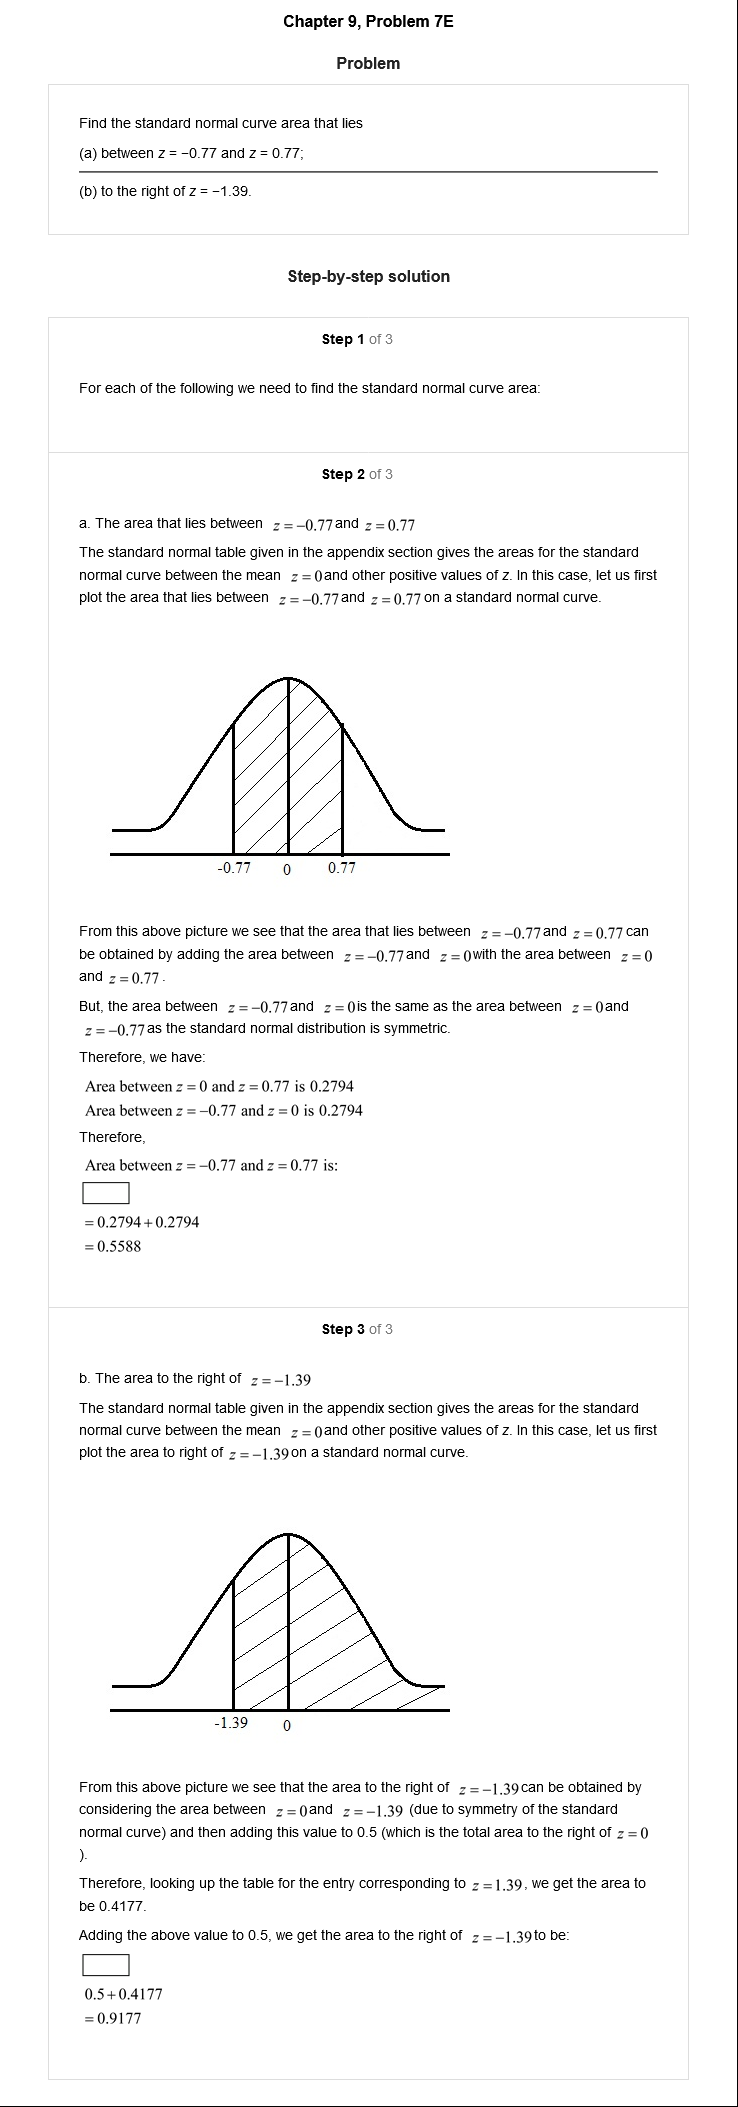 Chapter 9, Problem 7E
Problem
Find the standard normal curve area that lies
(a) between z = −0.77 and z = 0.77;
(b) to the right of z = −1.39.
Step-by-step solution
Step 1 of 3
For each of the following we need to find the standard normal curve area:
Step 2 of 3
a. The area that lies between z = −0.77 and z = 0.77
The standard normal table given in the appendix section gives the areas for the standard
normal curve between the mean z = 0 and other positive values of z. In this case, let us first
plot the area that lies between z = −0.77 and z = 0.77 on a standard normal curve.
-0.77 0 0.77
From this above picture we see that the area that lies between z = −0.77 and z = 0.77 can
be obtained by adding the area between z = −0.77 and z = 0 with the area between z = 0
and z = 0.77 .
But, the area between z = −0.77 and z = 0 is the same as the area between z = 0 and
z = −0.77 as the standard normal distribution is symmetric.
Therefore, we have:
Area between z = 0 and z = 0.77 is 0.2794
Area between z = −0.77 and z = 0 is 0.2794
Therefore,
Area between z = −0.77 and z = 0.77 is:
= 0.2794 + 0.2794
= 0.5588
Step 3 of 3
b. The area to the right of z = −1.39
The standard normal table given in the appendix section gives the areas for the standard
normal curve between the mean z = 0 and other positive values of z. In this case, let us first
plot the area to right of z = −1.39 on a standard normal curve.
-1.39 0
From this above picture we see that the area to the right of z = −1.39 can be obtained by
considering the area between z = 0 and z = −1.39 (due to symmetry of the standard
normal curve) and then adding this value to 0.5 (which is the total area to the right of z = 0
).
Therefore, looking up the table for the entry corresponding to z = 1.39 , we get the area to
be 0.4177.
Adding the above value to 0.5, we get the area to the right of z = −1.39 to be:
0.5 + 0.4177
= 0.9177